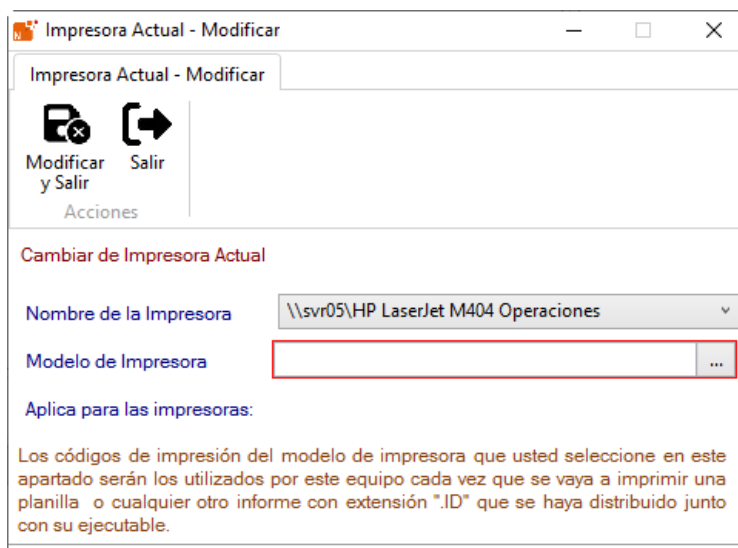 Impresora Actual - Modificar
Impresora Actual - Modificar
Modificar y Salir
Salir
Acciones
Cambiar de Impresora Actual
Nombre de la Impresora \\svr05\HP LaserJet M404 Operaciones
Modelo de Impresora ...
Aplica para las impresoras:
Los códigos de impresión del modelo de impresora que usted seleccione en este
apartado serán los utilizados por este equipo cada vez que se vaya a imprimir una
planilla o cualquier otro informe con extensión ".ID" que se haya distribuido junto
con su ejecutable.